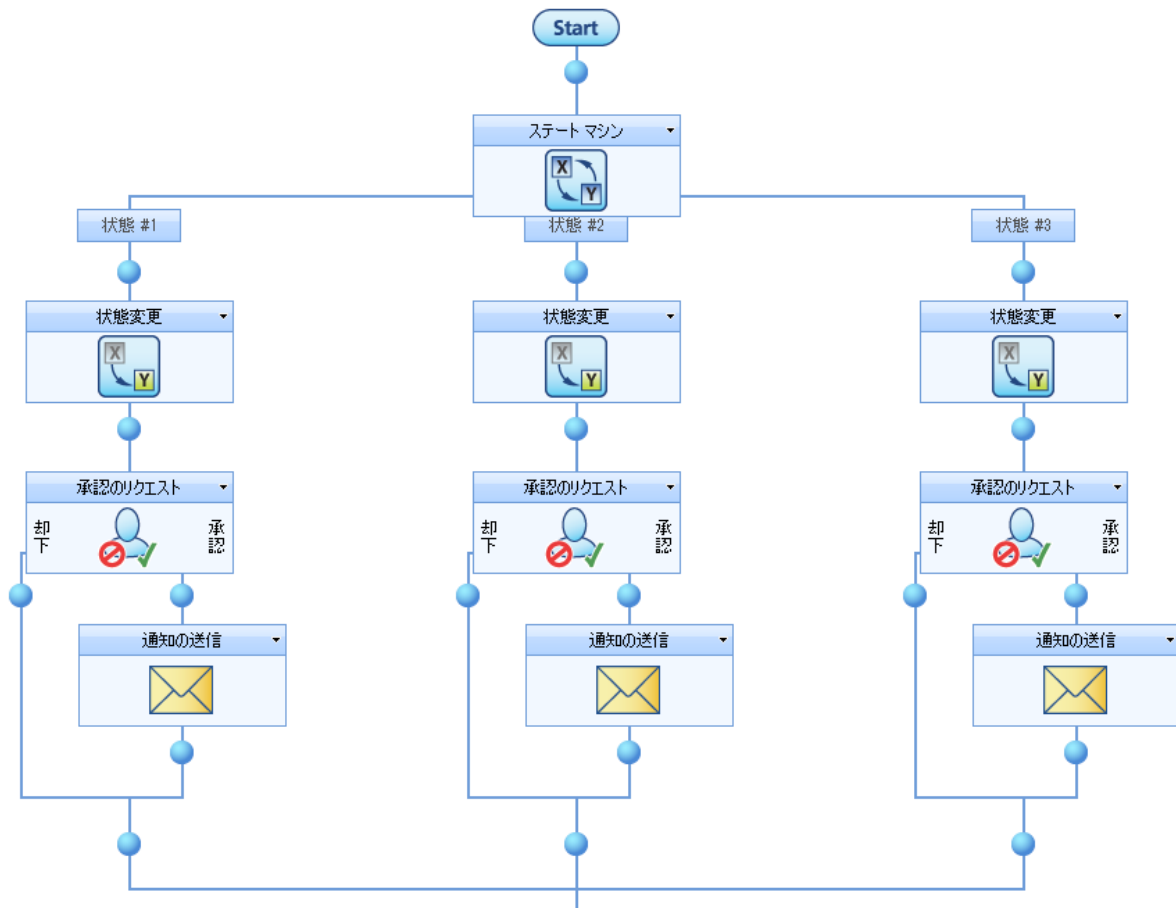 Start
ステート マシン
X
Y
状態 #1
状態 #2
状態 #3
状態変更
状態変更
状態変更
X
Y
X
Y
X
Y
承認のリクエスト
承認のリクエスト
承認のリクエスト
却下
承認
却下
承認
却下
承認
通知の送信
通知の送信
通知の送信